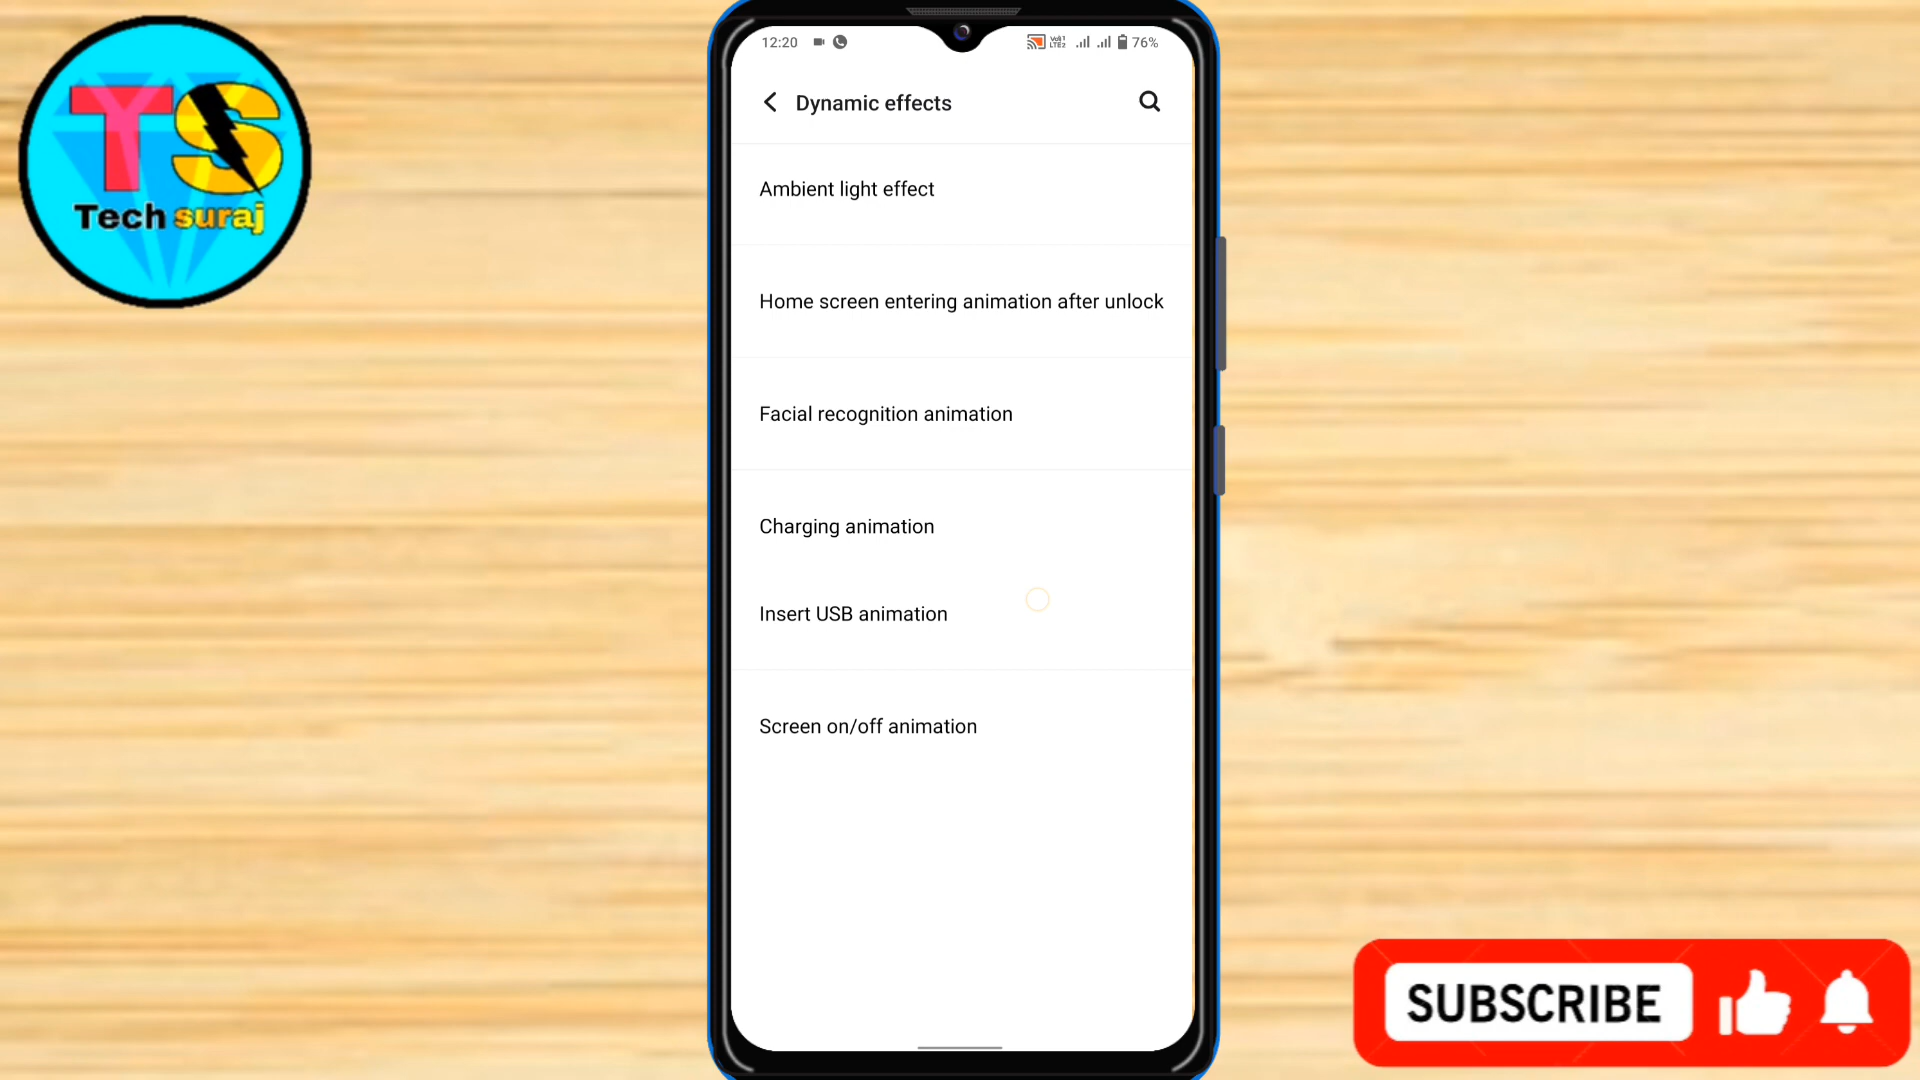 TS
Tech suraj
12:20
76%
Dynamic effects
Ambient light effect
Home screen entering animation after unlock
Facial recognition animation
Charging animation
Insert USB animation
Screen on/off animation
SUBSCRIBE